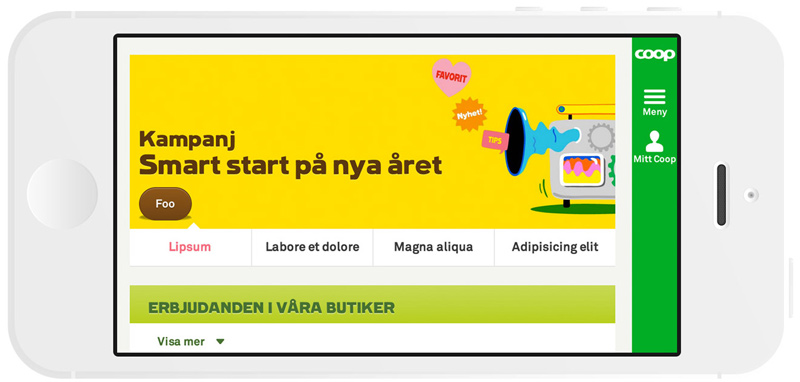 coop
Meny
Mitt Coop
FAVORIT
Nyhet!
TIPS
Kampanj
Smart start på nya året
Foo
Lipsum
Labore et dolore
Magna aliqua
Adipisicing elit
ERBJUDANDEN I VÅRA BUTIKER
Visa mer